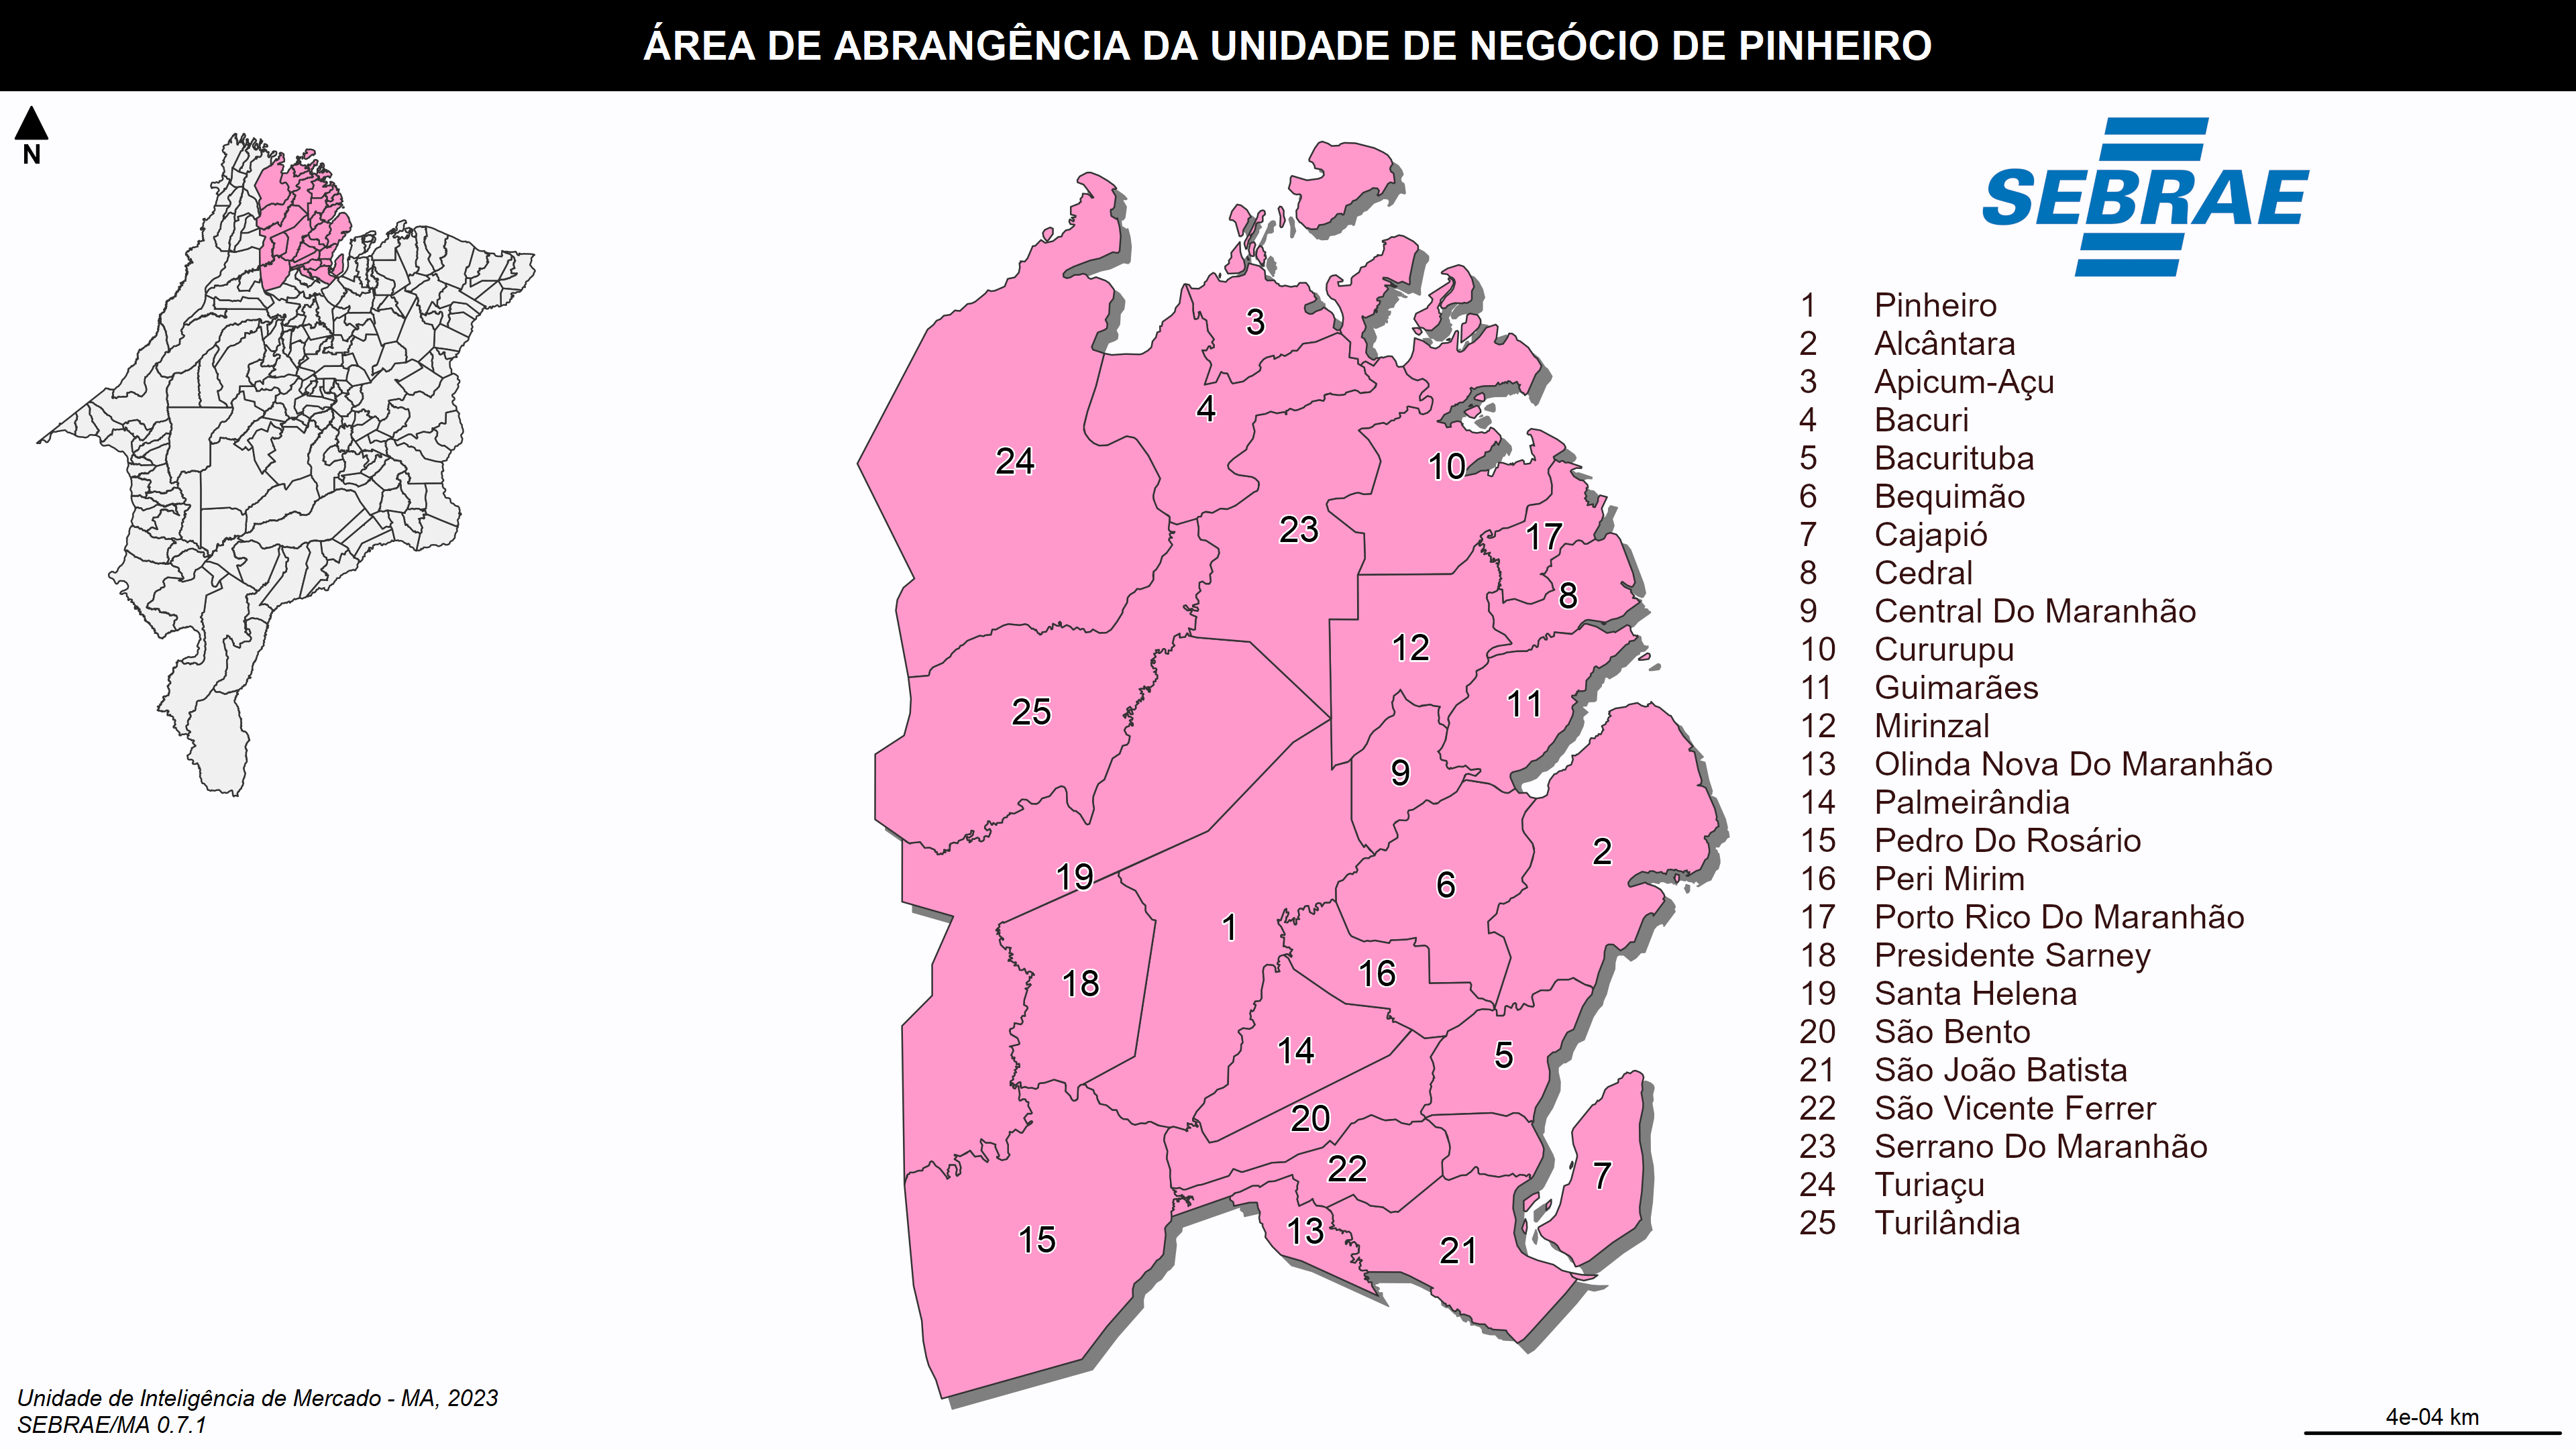 ÁREA DE ABRANGÊNCIA DA UNIDADE DE NEGÓCIO DE PINHEIRO
N
SEBRAE
1 Pinheiro
2 Alcântara
3 Apicum-Açu
4 Bacuri
5 Bacurituba
6 Bequimão
7 Cajapió
8 Cedral
9 Central Do Maranhão
10 Cururupu
11 Guimarães
12 Mirinzal
13 Olinda Nova Do Maranhão
14 Palmeirândia
15 Pedro Do Rosário
16 Peri Mirim
17 Porto Rico Do Maranhão
18 Presidente Sarney
19 Santa Helena
20 São Bento
21 São João Batista
22 São Vicente Ferrer
23 Serrano Do Maranhão
24 Turiaçu
25 Turilândia
3
4
24
10
23
17
8
12
11
25
9
2
19
6
1
16
18
14
5
20
22
7
13
15
21
Unidade de Inteligência de Mercado - MA, 2023
SEBRAE/MA 0.7.1
4e-04 km